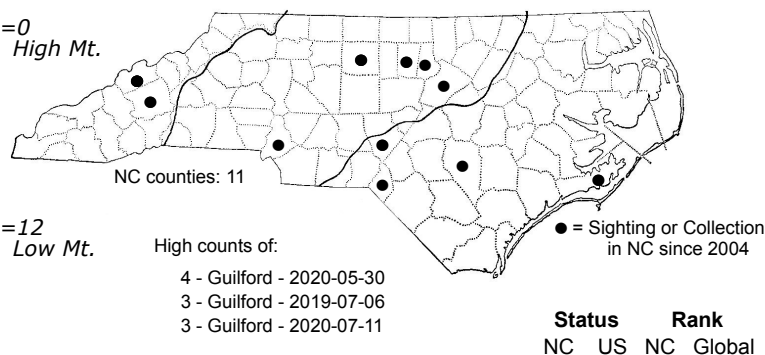 =0
High Mt.
NC counties: 11
=12
Low Mt.
High counts of:
4 - Guilford - 2020-05-30
3 - Guilford - 2019-07-06
3 - Guilford - 2020-07-11
● = Sighting or Collection
in NC since 2004
Status Rank
NC US NC Global